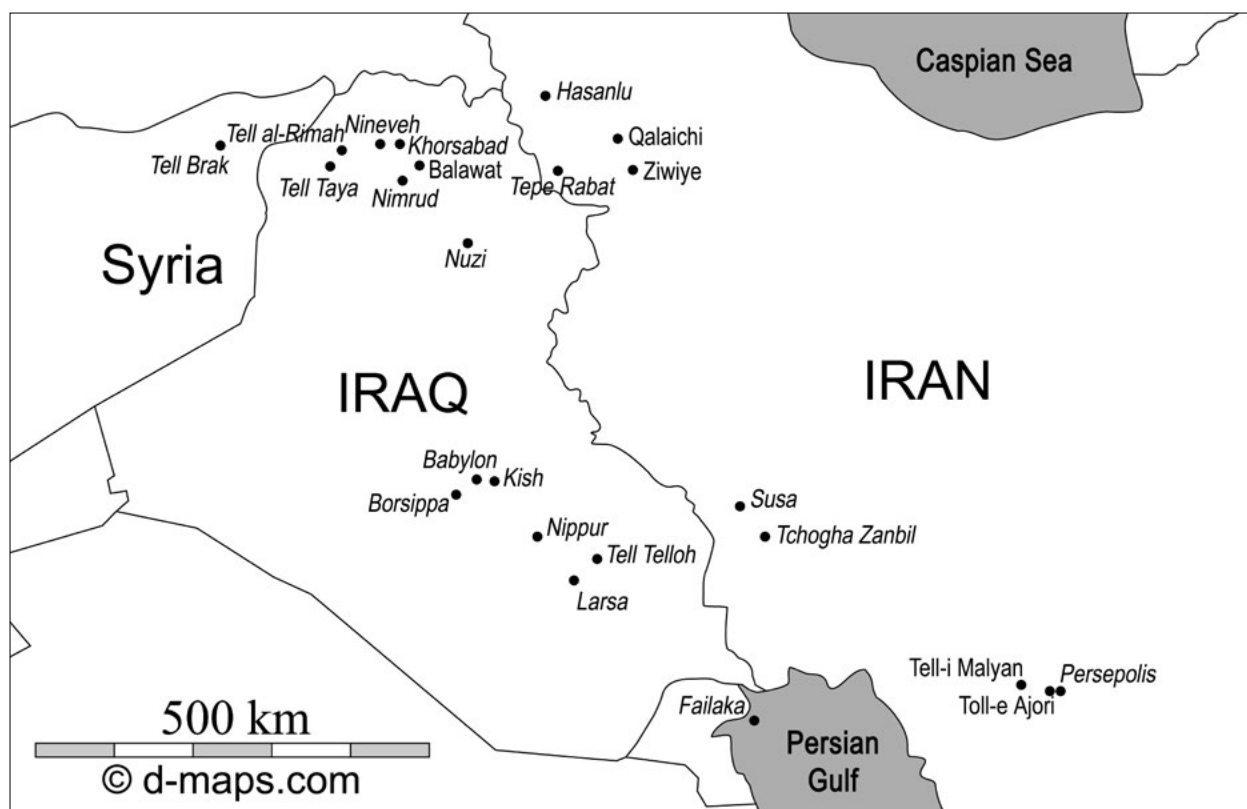 Caspian Sea
Hasanlu
Tell al-Rimah
Nineveh
Khorsabad
Qalaichi
Tell Brak
Tell Taya
Balawat
Nimrud
Tepe Rabat
Ziwiye
Nuzi
Syria
IRAQ
IRAN
Babylon
Kish
Borsippa
Susa
Nippur
Tchogha Zanbil
Tell Telloh
Larsa
Tell-i Malyan
Persepolis
Toll-e Ajori
Failaka
Persian
Gulf
500 km
© d-maps.com